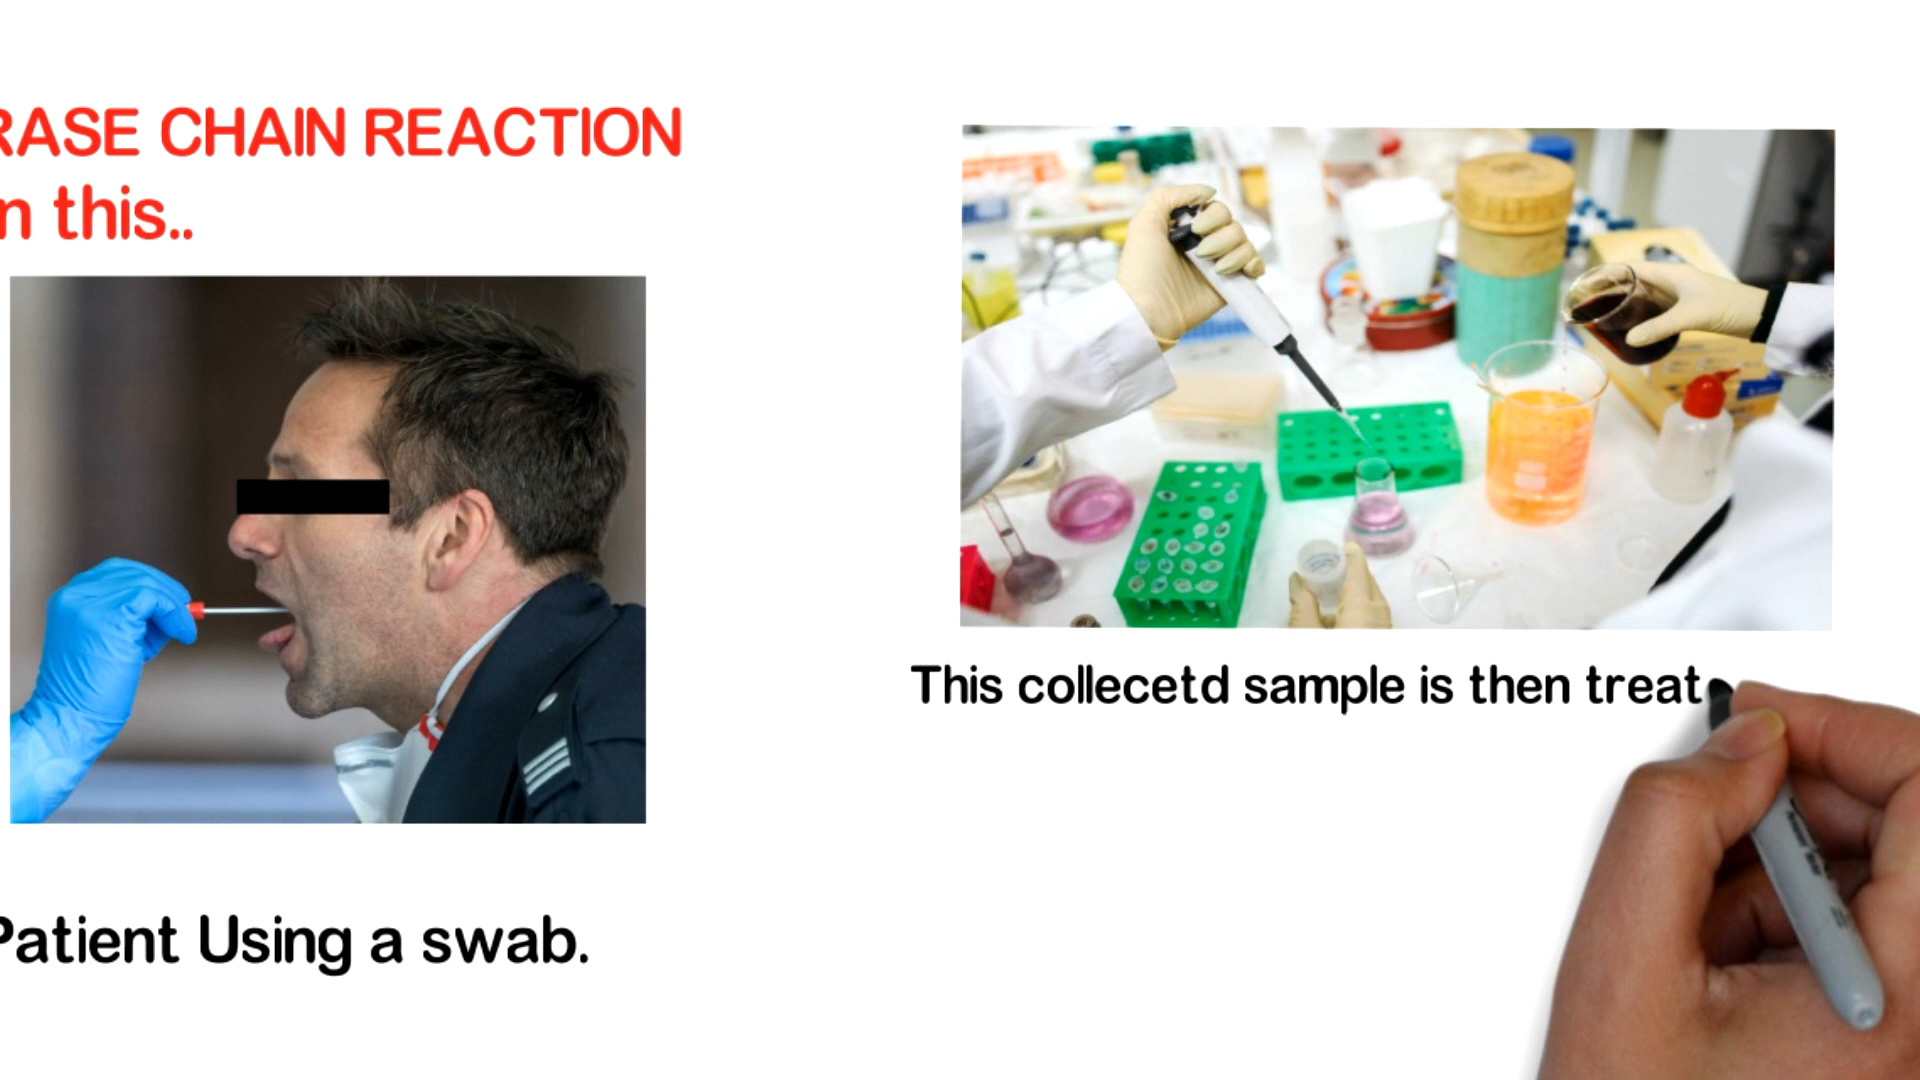 RASE CHAIN REACTION
n this..
Patient Using a swab.
This collecetd sample is then treat